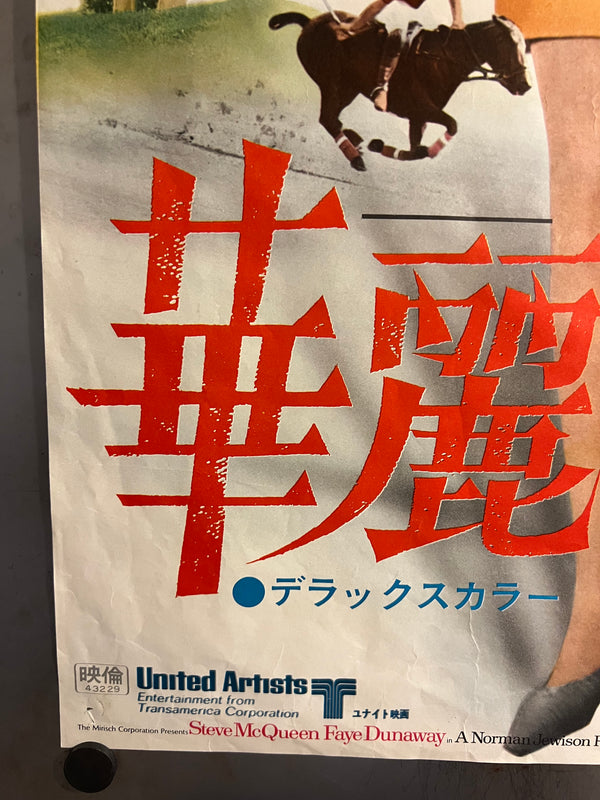 華麗
●デラックスカラー
映倫
43229
United Artists
Entertainment from
Transamerica Corporation
ユナイト映画
The Mirisch Corporation Presents Steve McQueen Faye Dunaway in A Norman Jewison F